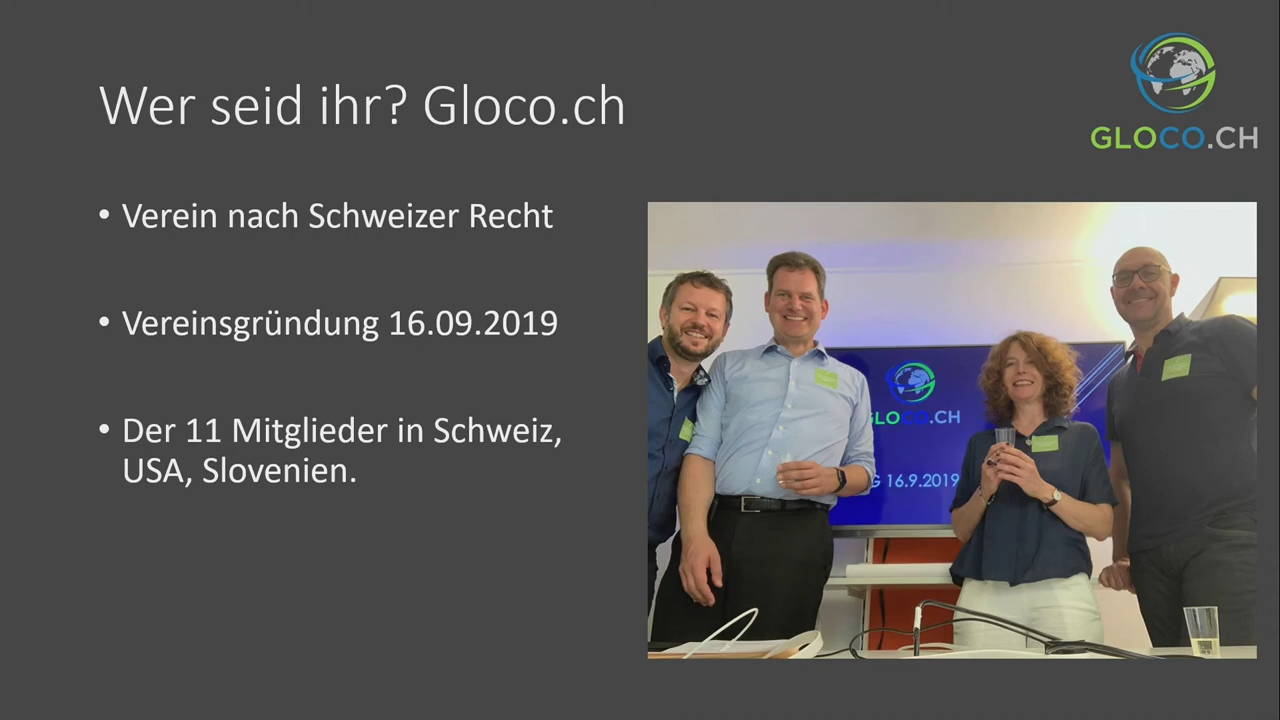 Wer seid ihr? Gloco.ch
GLOCO.CH
• Verein nach Schweizer Recht
• Vereinsgründung 16.09.2019
• Der 11 Mitglieder in Schweiz,
USA, Slovenien.
GLOCO.CH
16.9.2019